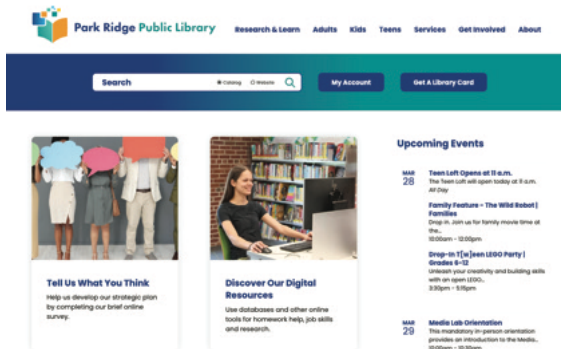 Park Ridge Public Library
Research & Learn Adults Kids Teens Services Get Involved About
Search Catalog Website My Account Get A Library Card
Upcoming Events
MAR
28
Teen Loft Opens at 11 a.m.
The Teen Loft will open today at 11 a.m.
All Day
Family Feature - The Wild Robot |
Families
Drop in. Join us for family movie time at
the...
10:00am - 12:00pm
Drop-In T[w]een LEGO Party |
Grades 6-12
Unleash your creativity and building skills
with an open LEGO...
3:30pm - 5:15pm
MAR
29
Media Lab Orientation
This mandatory in-person orientation
provides an introduction to the Media...
10:00am - 10:30am
Tell Us What You Think
Help us develop our strategic plan
by completing our brief online
survey.
Discover Our Digital
Resources
Use databases and other online
tools for homework help, job skills
and research.